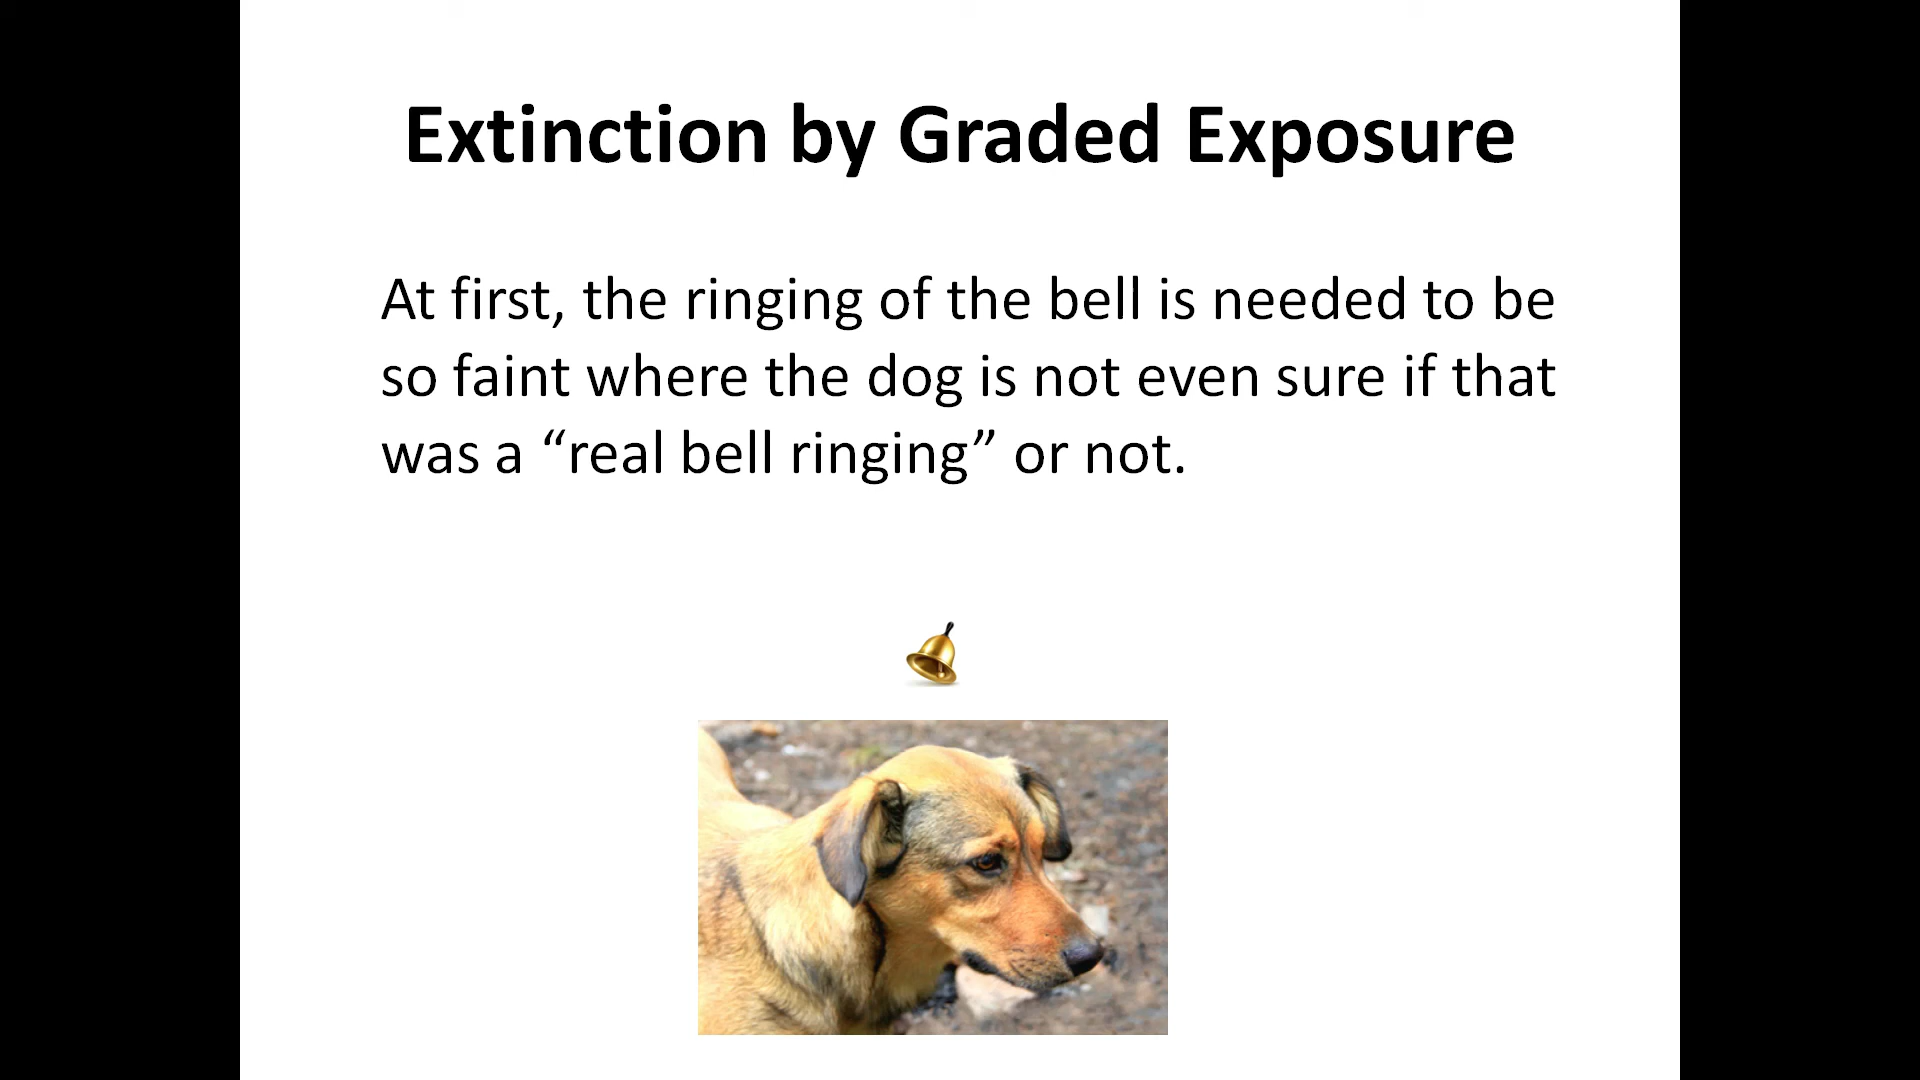 Extinction by Graded Exposure
At first, the ringing of the bell is needed to be
so faint where the dog is not even sure if that
was a “real bell ringing” or not.